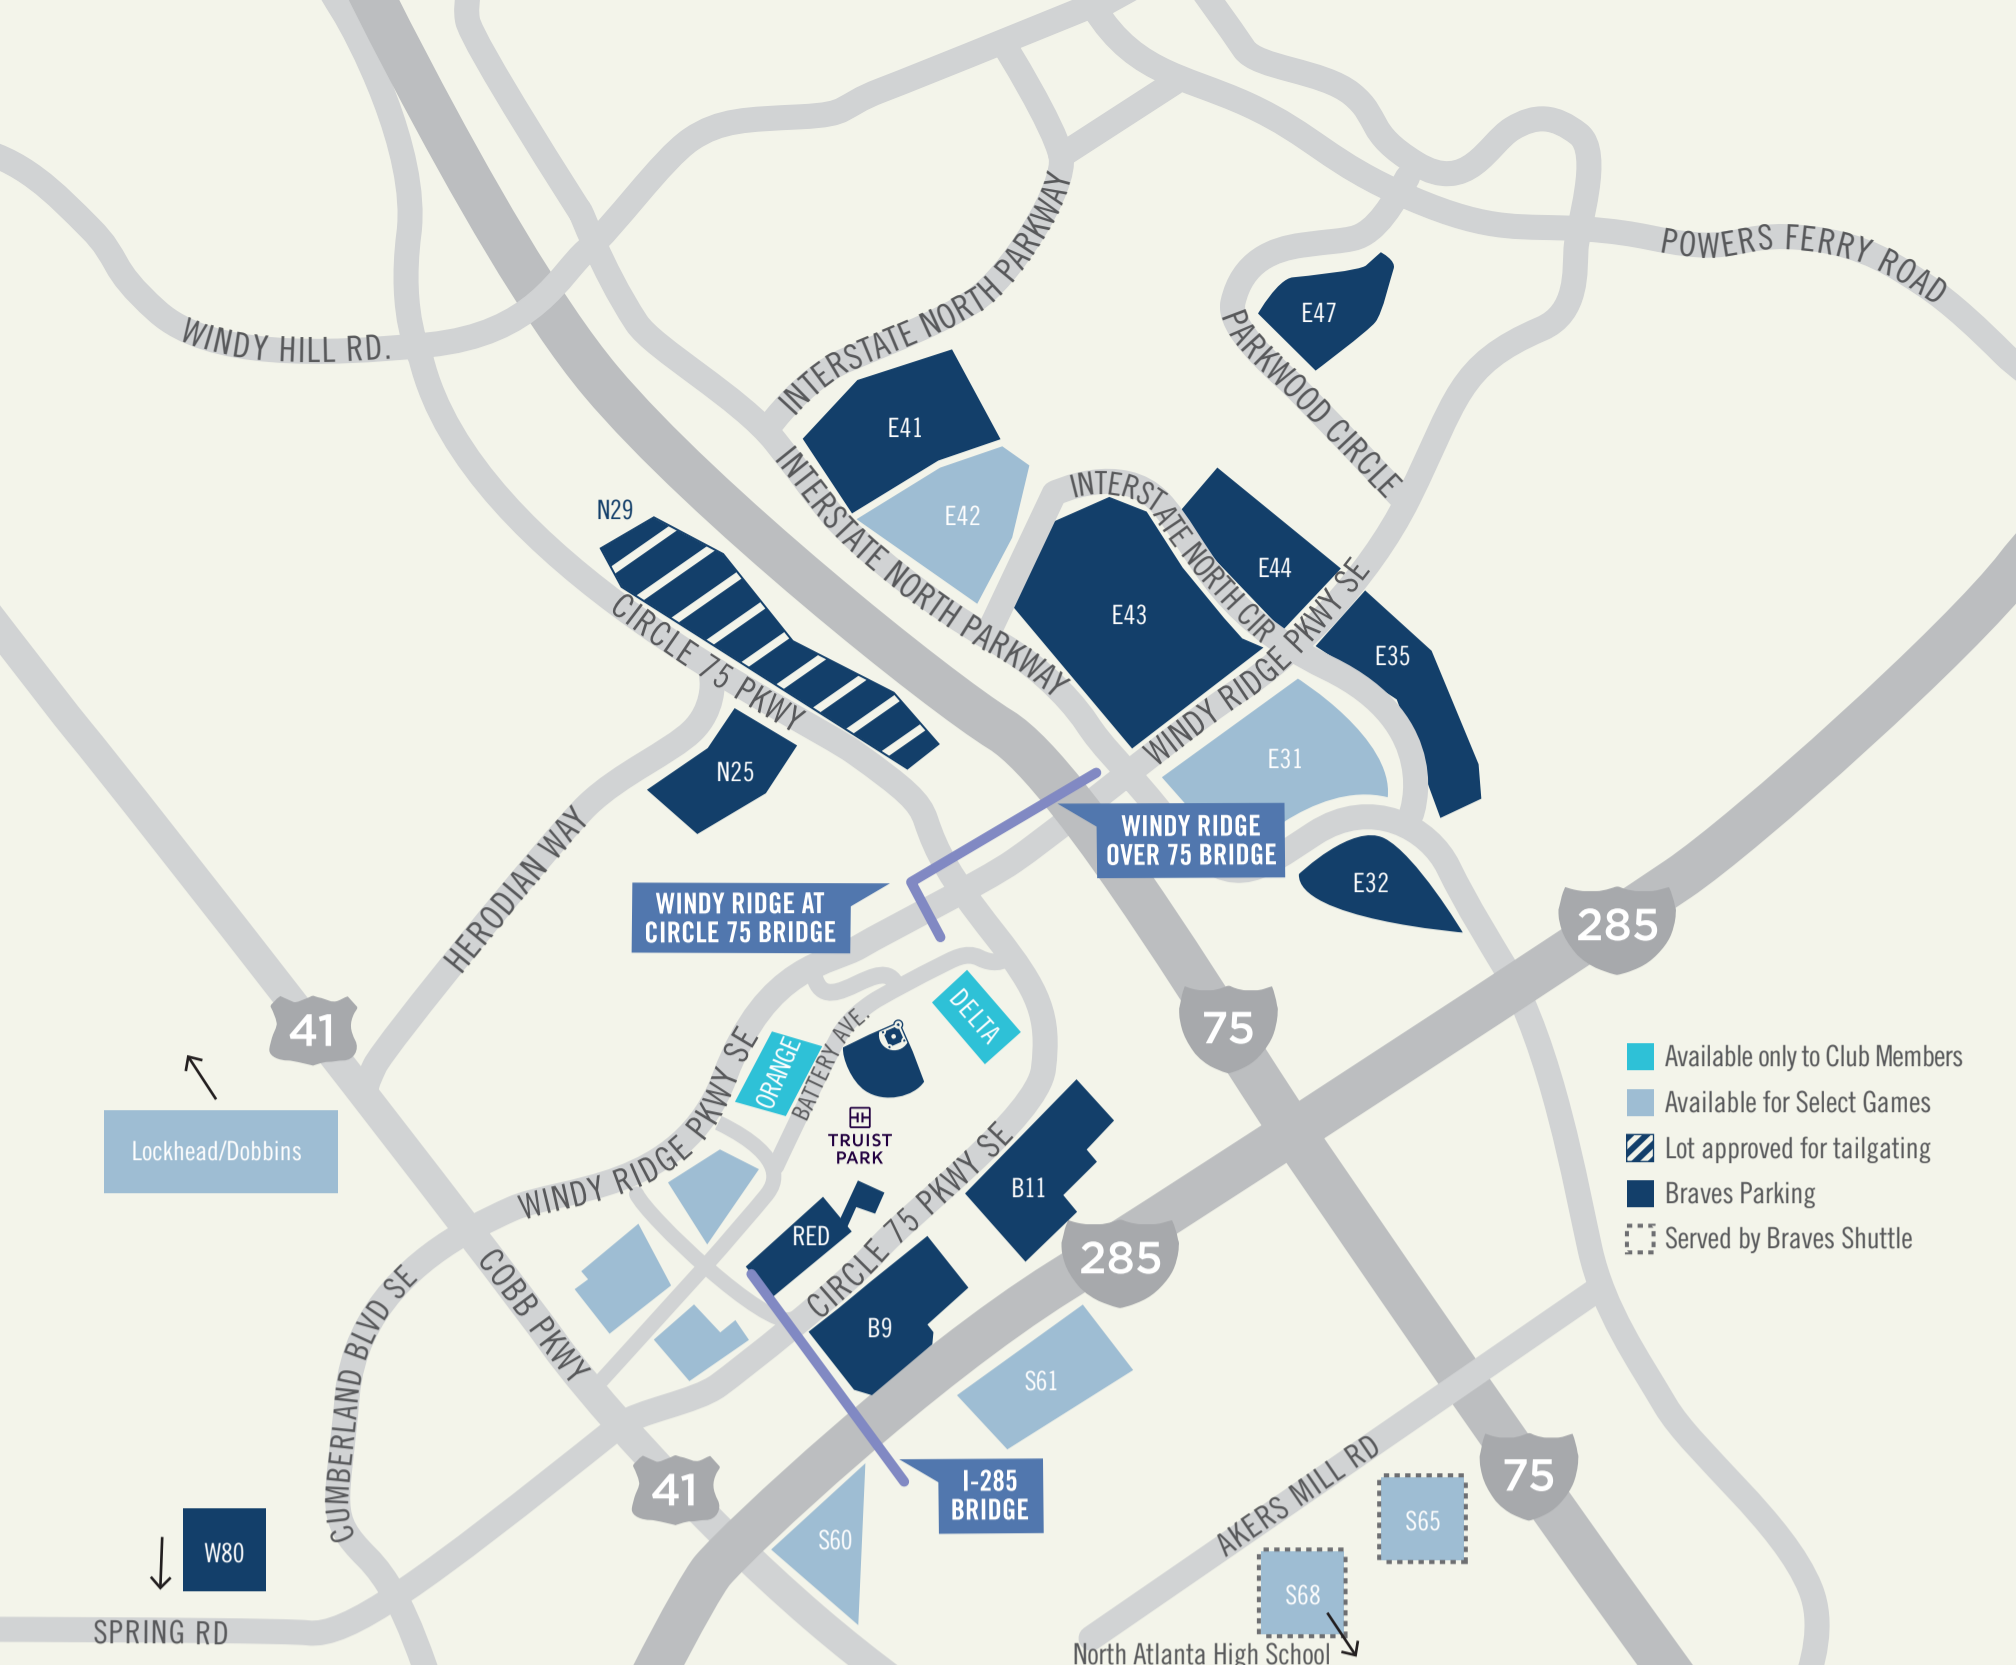 POWERS FERRY ROAD
WINDY HILL RD.
INTERSTATE NORTH PARKWAY
E47
PARKWOOD CIRCLE
E41
INTERSTATE NORTH PARKWAY
E42
INTERSTATE NORTH CIR
E44
N29
E43
WINDY RIDGE PKWY SE
E35
CIRCLE 75 PKWY
N25
E31
WINDY RIDGE
OVER 75 BRIDGE
HERODIAN WAY
WINDY RIDGE AT
CIRCLE 75 BRIDGE
E32
285
41
75
DELTA
ORANGE
BATTERY AVE.
WINDY RIDGE PKWY SE
TRUIST
PARK
Lockhead/Dobbins
Available only to Club Members
Available for Select Games
Lot approved for tailgating
Braves Parking
Served by Braves Shuttle
B11
RED
CIRCLE 75 PKWY SE
285
B9
COBB PKWY
CUMBERLAND BLVD SE
S61
41
I-285
BRIDGE
S60
AKERS MILL RD
75
S65
S68
W80
SPRING RD
North Atlanta High School